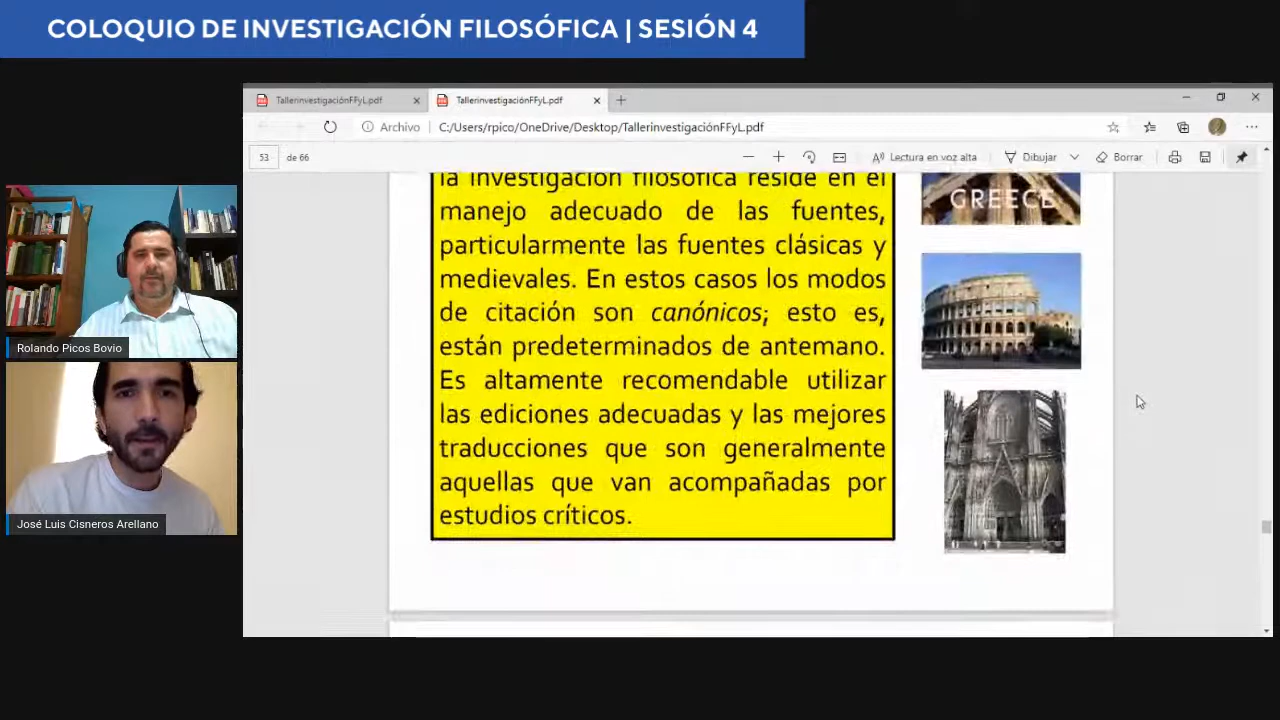 COLOQUIO DE INVESTIGACIÓN FILOSÓFICA | SESIÓN 4
TallerinvestigaciónFFyL.pdf
TallerinvestigaciónFFyL.pdf
Archivo
C:/Users/rpico/OneDrive/Desktop/TallerinvestigaciónFFyL.pdf
53 de 66
Lectura en voz alta
Dibujar
Borrar
la investigación filosófica reside en el
manejo adecuado de las fuentes,
particularmente las fuentes clásicas y
medievales. En estos casos los modos
de citación son canónicos; esto es,
están predeterminados de antemano.
Es altamente recomendable utilizar
las ediciones adecuadas y las mejores
traducciones que son generalmente
aquellas que van acompañadas por
estudios críticos.
GREECE
Rolando Picos Bovio
José Luis Cisneros Arellano